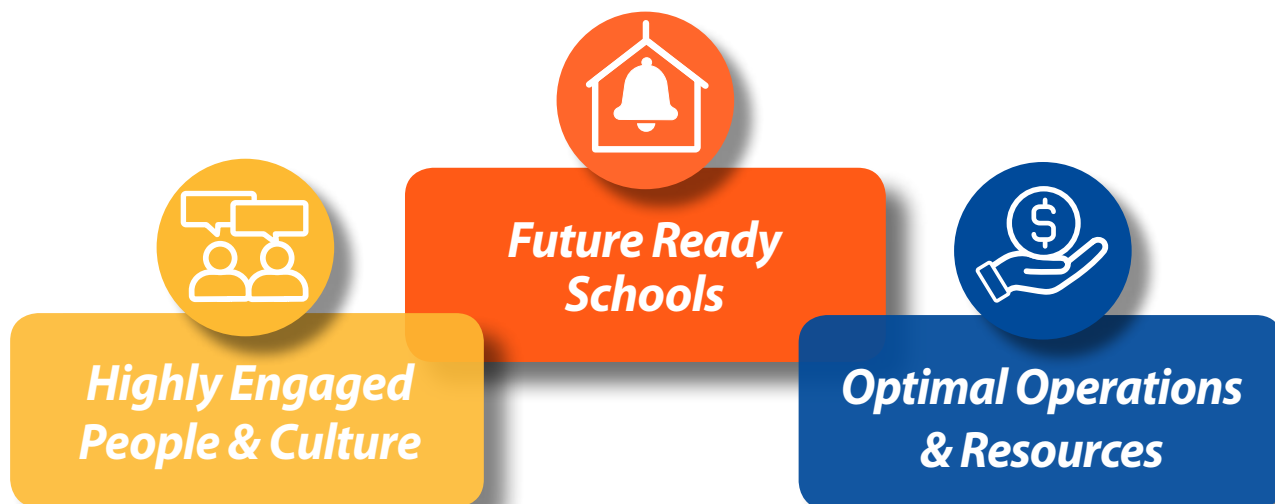 Future Ready
Schools
Highly Engaged
People & Culture
Optimal Operations
& Resources
$